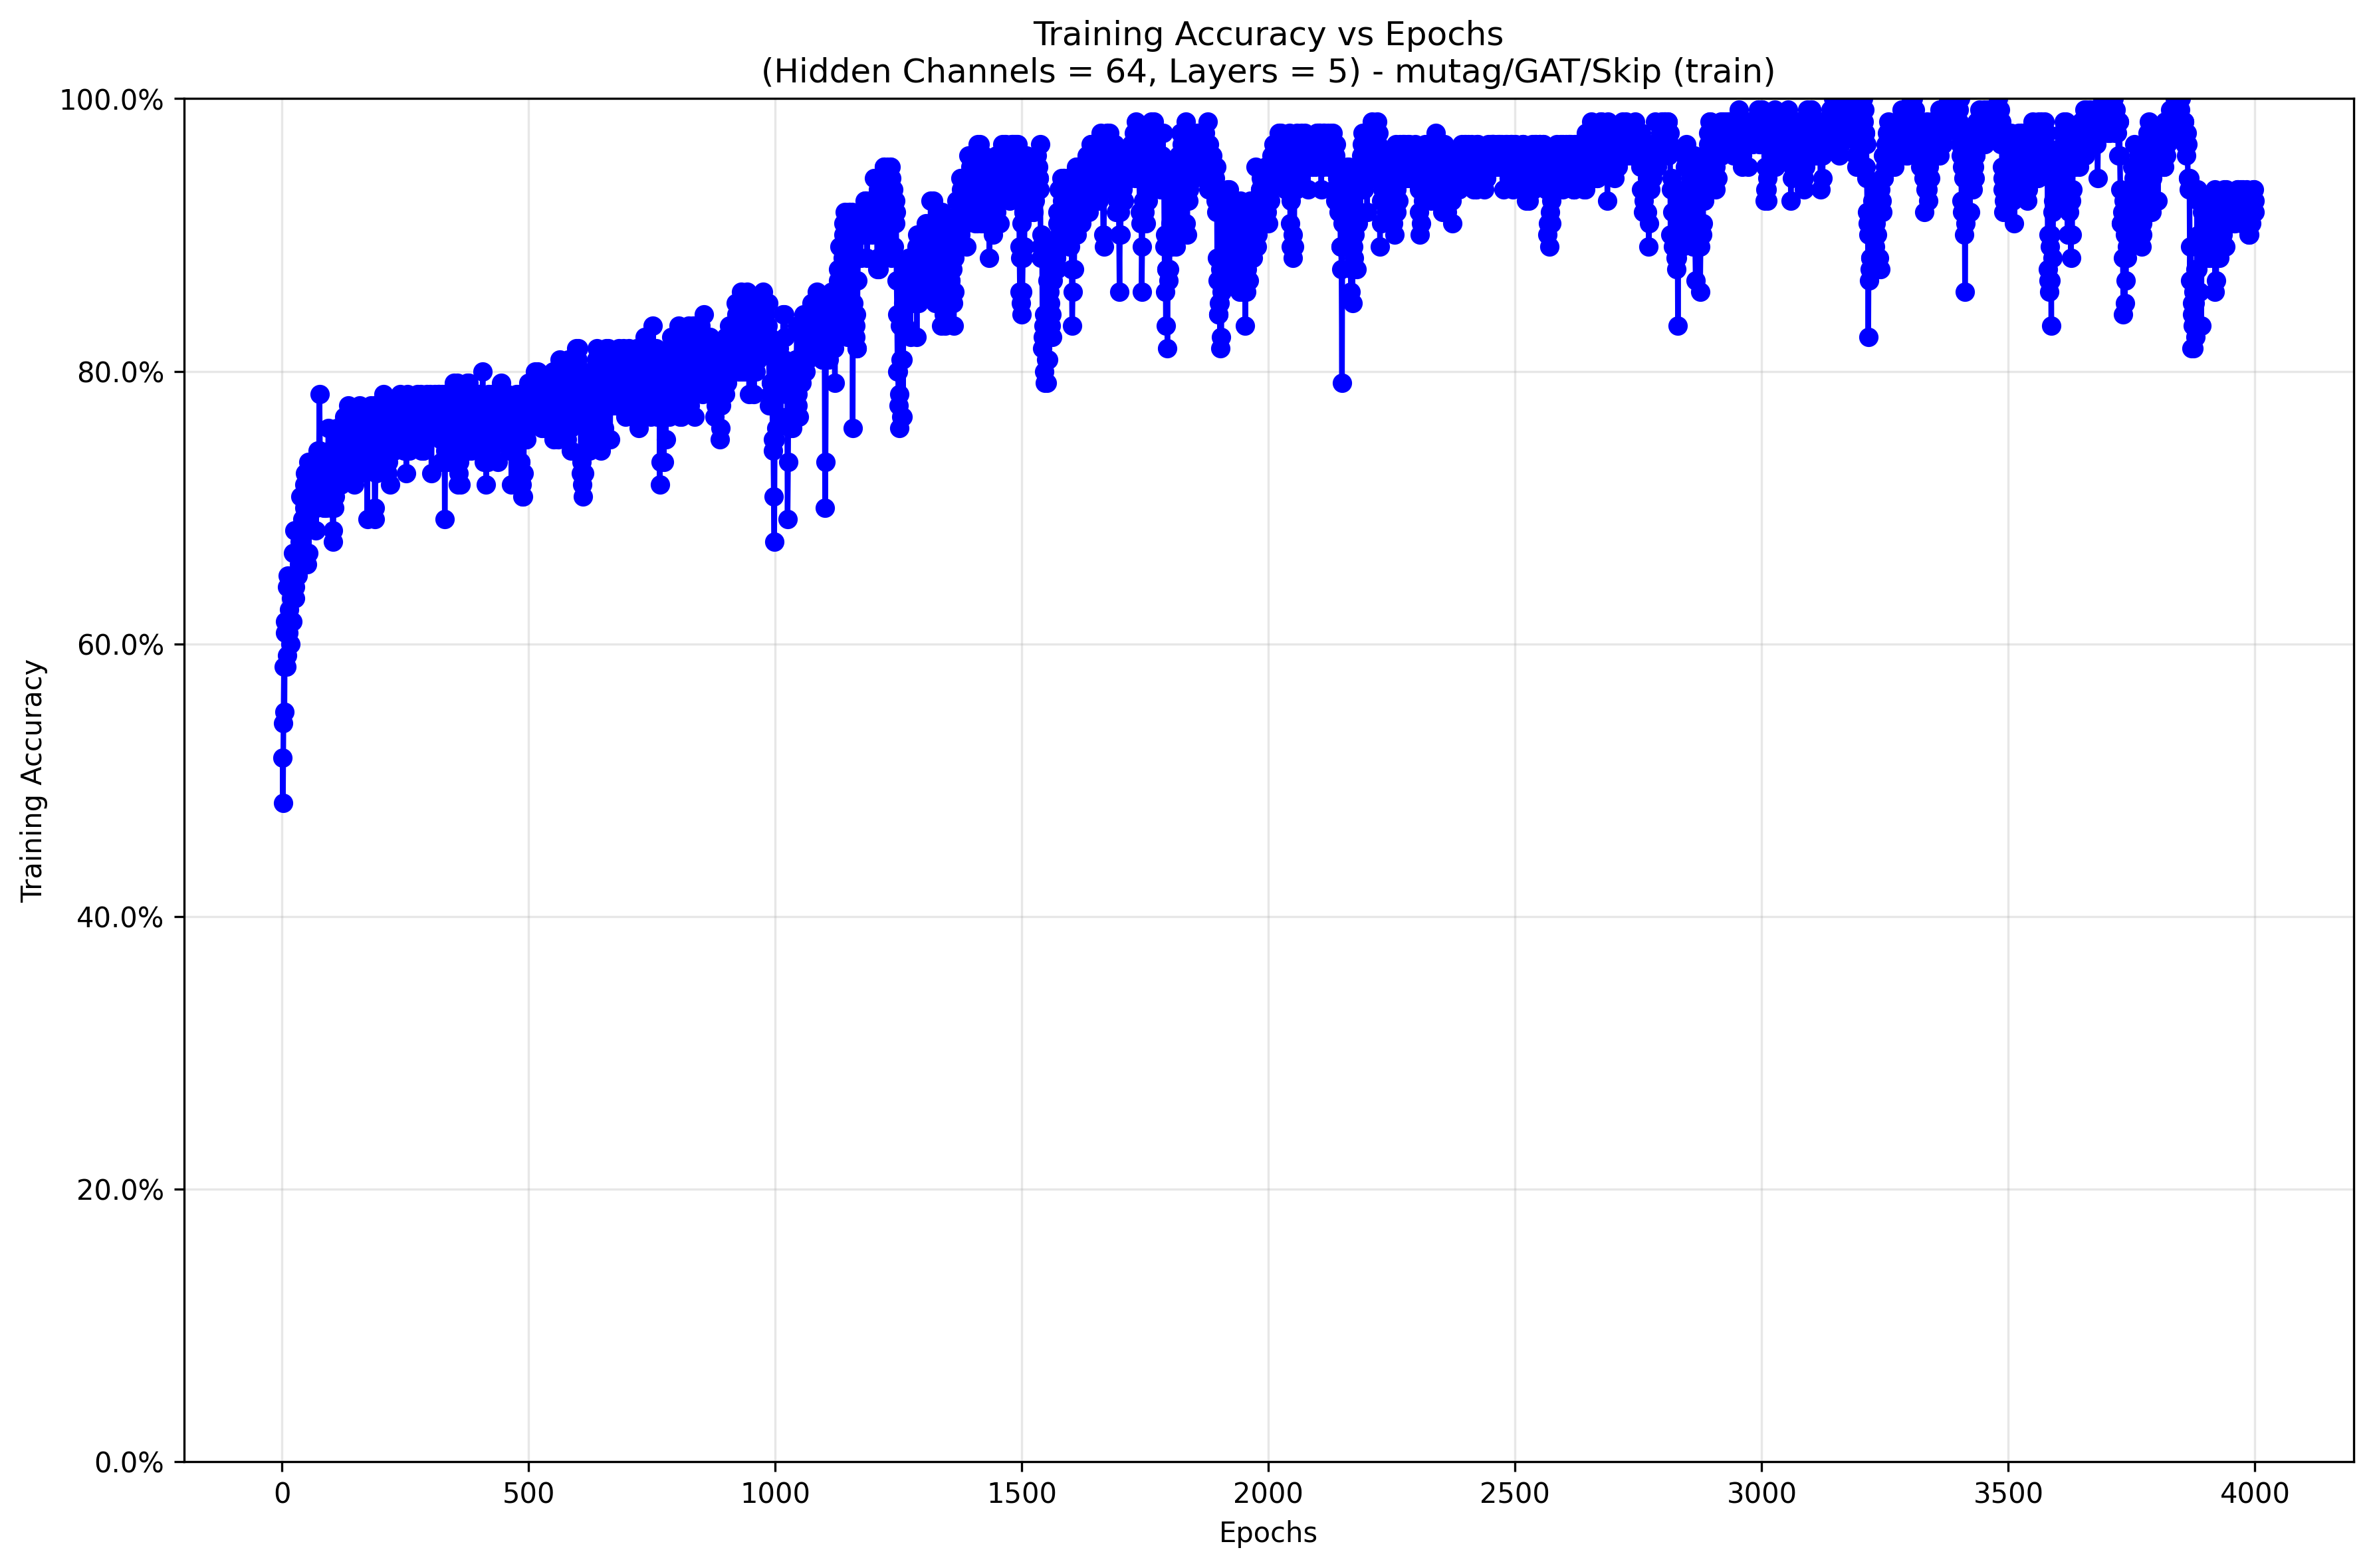 Training Accuracy vs Epochs
(Hidden Channels = 64, Layers = 5) - mutag/GAT/Skip (train)
100.0%
80.0%
60.0%
40.0%
20.0%
0.0%
Training Accuracy
0 500 1000 1500 2000 2500 3000 3500 4000
Epochs